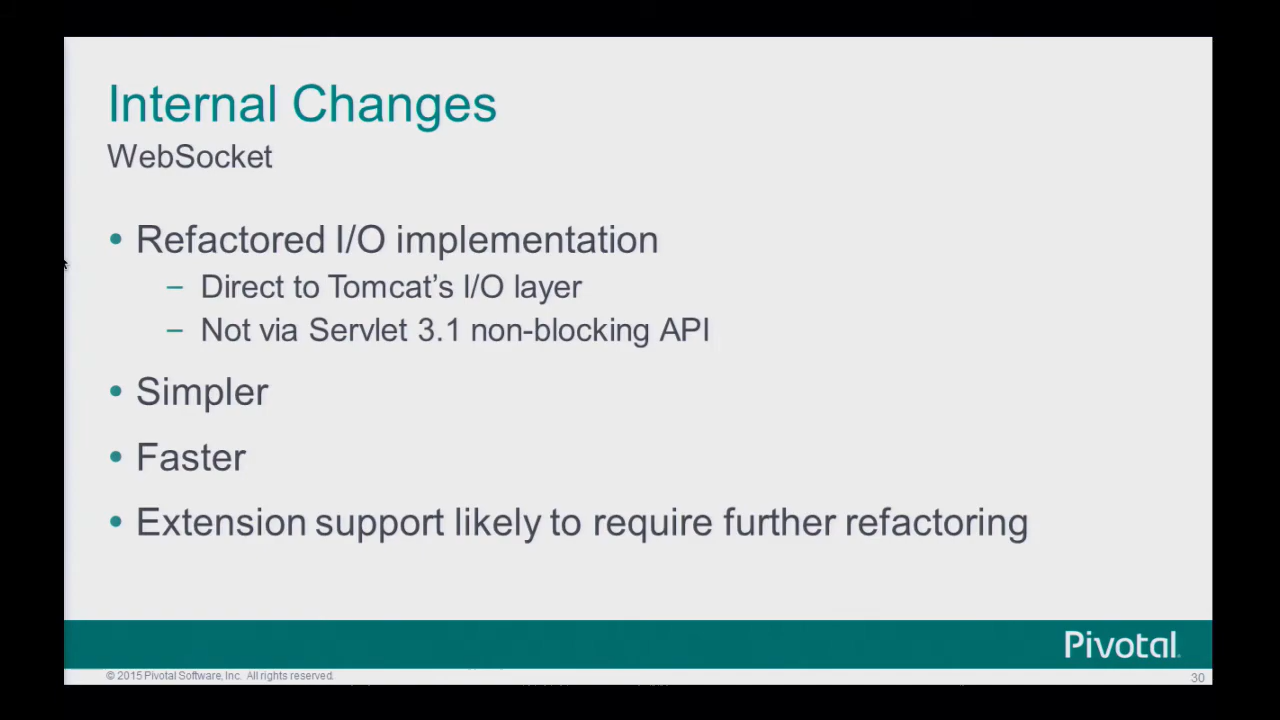 Internal Changes
WebSocket
• Refactored I/O implementation
– Direct to Tomcat’s I/O layer
– Not via Servlet 3.1 non-blocking API
• Simpler
• Faster
• Extension support likely to require further refactoring
Pivotal
© 2015 Pivotal Software, Inc. All rights reserved.
30